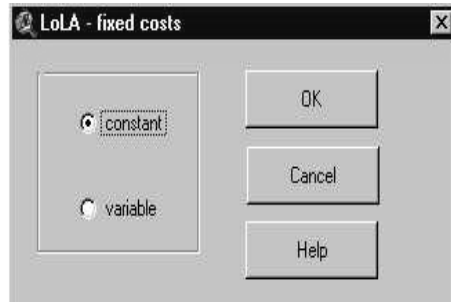 LoLA - fixed costs
constant
variable
OK
Cancel
Help